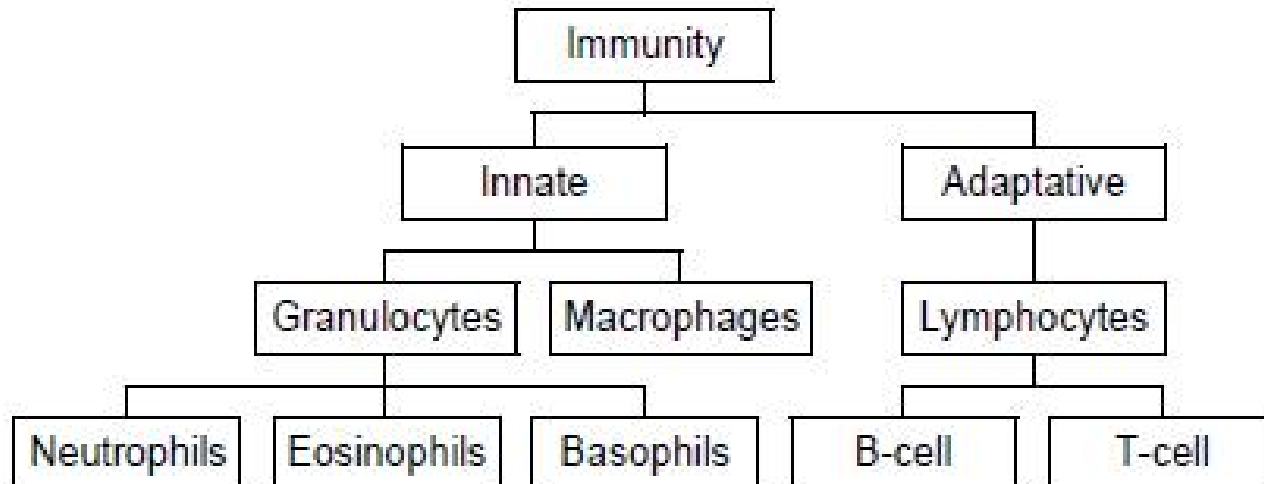 Immunity
Innate
Adaptative
Granulocytes
Macrophages
Lymphocytes
Neutrophils
Eosinophils
Basophils
B-cell
T-cell